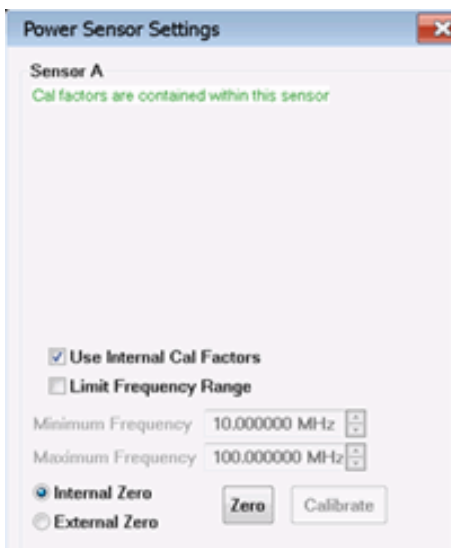 Power Sensor Settings
Sensor A
Cal factors are contained within this sensor
Use Internal Cal Factors
Limit Frequency Range
Minimum Frequency 10.000000 MHz
Maximum Frequency 100.000000 MHz
Internal Zero
Zero Calibrate
External Zero